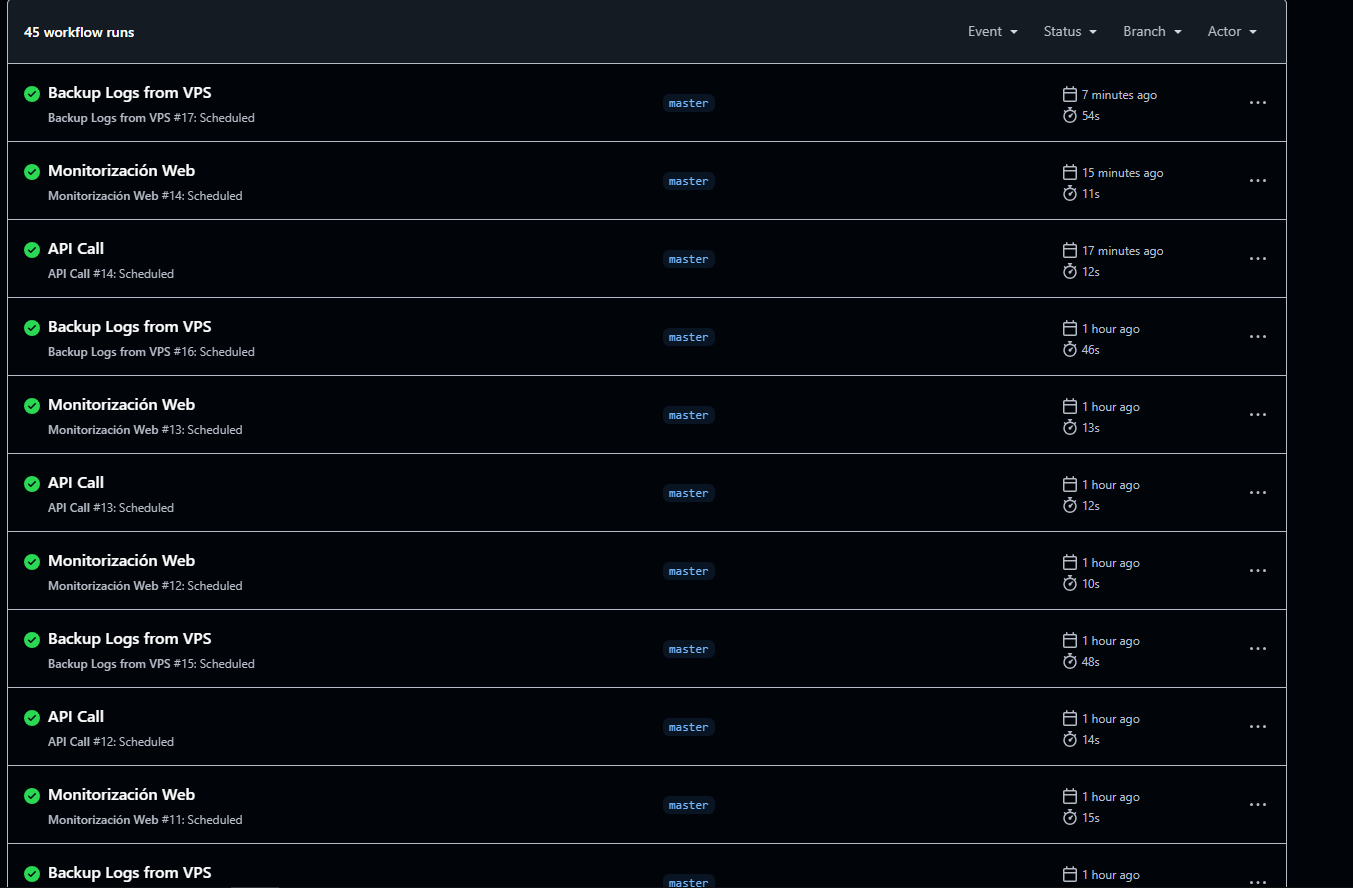 45 workflow runs
Event Status Branch Actor
Backup Logs from VPS
Backup Logs from VPS #17: Scheduled
master
7 minutes ago
54s
Monitorización Web
Monitorización Web #14: Scheduled
master
15 minutes ago
11s
API Call
API Call #14: Scheduled
master
17 minutes ago
12s
Backup Logs from VPS
Backup Logs from VPS #16: Scheduled
master
1 hour ago
46s
Monitorización Web
Monitorización Web #13: Scheduled
master
1 hour ago
13s
API Call
API Call #13: Scheduled
master
1 hour ago
12s
Monitorización Web
Monitorización Web #12: Scheduled
master
1 hour ago
10s
Backup Logs from VPS
Backup Logs from VPS #15: Scheduled
master
1 hour ago
48s
API Call
API Call #12: Scheduled
master
1 hour ago
14s
Monitorización Web
Monitorización Web #11: Scheduled
master
1 hour ago
15s
Backup Logs from VPS
master
1 hour ago